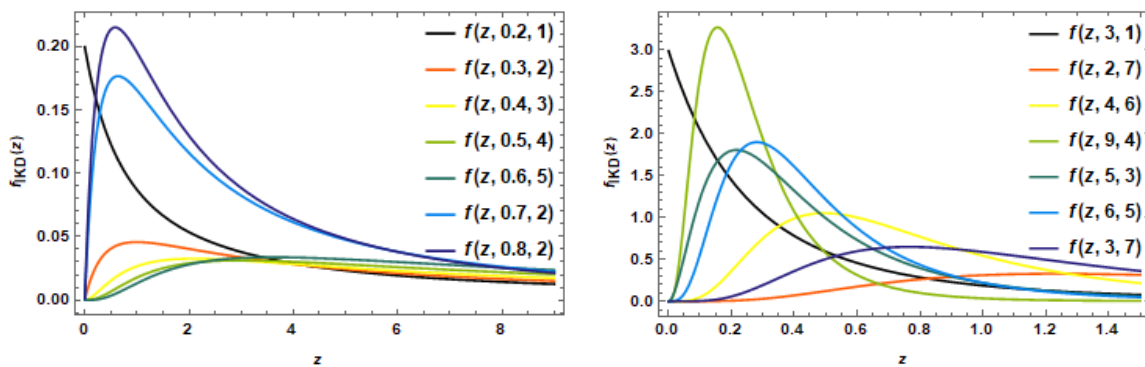 0.20
0.15
0.10
0.05
0.00
f|KD(z)
0 2 4 6 8
z
f(z, 0.2, 1)
f(z, 0.3, 2)
f(z, 0.4, 3)
f(z, 0.5, 4)
f(z, 0.6, 5)
f(z, 0.7, 2)
f(z, 0.8, 2)
3.0
2.5
2.0
1.5
1.0
0.5
0.0
f|KD(z)
0.0 0.2 0.4 0.6 0.8 1.0 1.2 1.4
z
f(z, 3, 1)
f(z, 2, 7)
f(z, 4, 6)
f(z, 9, 4)
f(z, 5, 3)
f(z, 6, 5)
f(z, 3, 7)